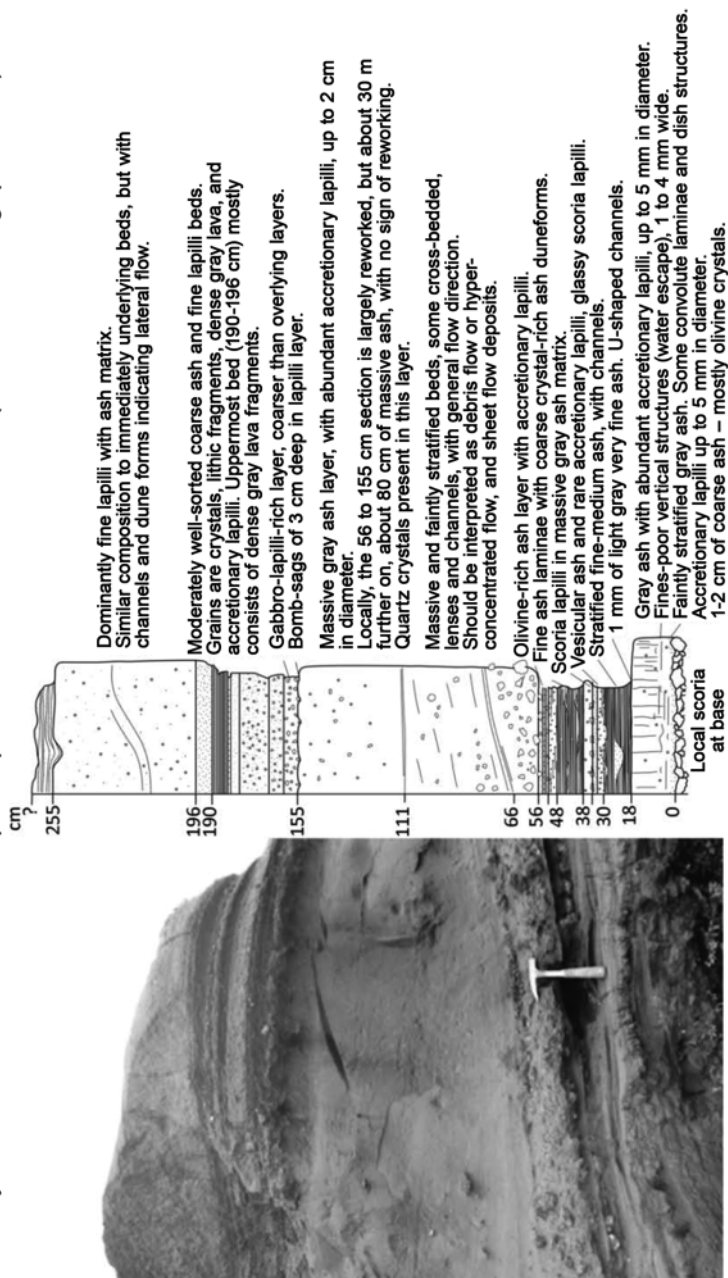 cm
?
255
196
190
155
111
66
56
48
38
30
18
0
Local scoria
at base
Dominantly fine lapilli with ash matrix.
Similar composition to immediately underlying beds, but with
channels and dune forms indicating lateral flow.
Moderately well-sorted coarse ash and fine lapilli beds.
Grains are crystals, lithic fragments, dense gray lava, and
accretionary lapilli. Uppermost bed (190-196 cm) mostly
consists of dense gray lava fragments.
Gabbro-lapilli-rich layer, coarser than overlying layers.
Bomb-sags of 3 cm deep in lapilli layer.
Massive gray ash layer, with abundant accretionary lapilli, up to 2 cm
in diameter.
Locally, the 56 to 155 cm section is largely reworked, but about 30 m
further on, about 80 cm of massive ash, with no sign of reworking.
Quartz crystals present in this layer.
Massive and faintly stratified beds, some cross-bedded,
lenses and channels, with general flow direction.
Should be interpreted as debris flow or hyper-
concentrated flow, and sheet flow deposits.
Olivine-rich ash layer with accretionary lapilli.
Fine ash laminae with coarse crystal-rich ash duneforms.
Scoria lapilli in massive gray ash matrix.
Vesicular ash and rare accretionary lapilli, glassy scoria lapilli.
Stratified fine-medium ash, with channels.
1 mm of light gray very fine ash. U-shaped channels.
Gray ash with abundant accretionary lapilli, up to 5 mm in diameter.
Fines-poor vertical structures (water escape), 1 to 4 mm wide.
Faintly stratified gray ash. Some convolute laminae and dish structures.
Accretionary lapilli up to 5 mm in diameter.
1-2 cm of coarse ash – mostly olivine crystals.